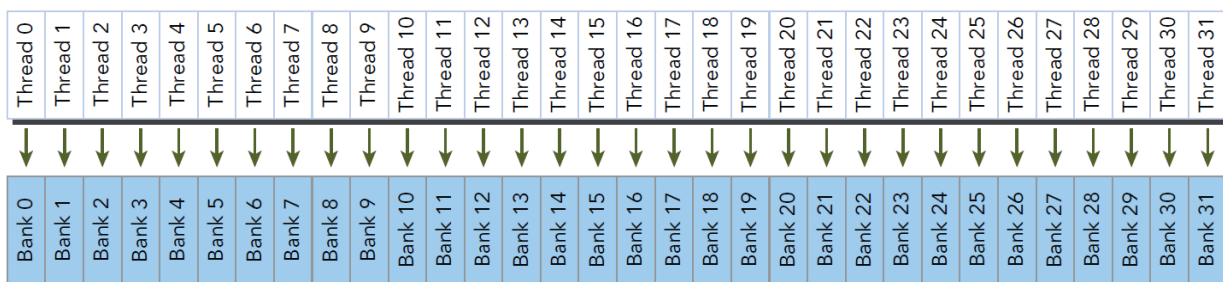 Thread 0 Thread 1 Thread 2 Thread 3 Thread 4 Thread 5 Thread 6 Thread 7 Thread 8 Thread 9 Thread 10 Thread 11 Thread 12 Thread 13 Thread 14 Thread 15 Thread 16 Thread 17 Thread 18 Thread 19 Thread 20 Thread 21 Thread 22 Thread 23 Thread 24 Thread 25 Thread 26 Thread 27 Thread 28 Thread 29 Thread 30 Thread 31
Bank 0 Bank 1 Bank 2 Bank 3 Bank 4 Bank 5 Bank 6 Bank 7 Bank 8 Bank 9 Bank 10 Bank 11 Bank 12 Bank 13 Bank 14 Bank 15 Bank 16 Bank 17 Bank 18 Bank 19 Bank 20 Bank 21 Bank 22 Bank 23 Bank 24 Bank 25 Bank 26 Bank 27 Bank 28 Bank 29 Bank 30 Bank 31